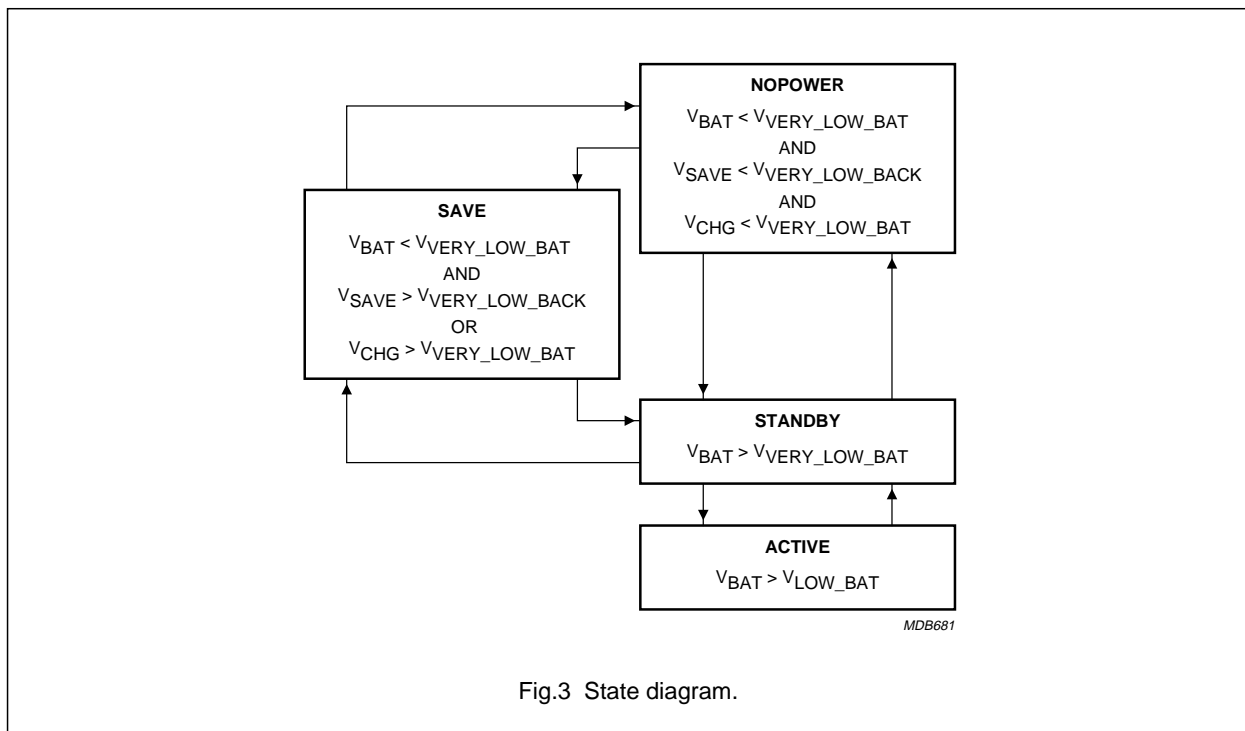 NOPOWER
VBAT < VVERY_LOW_BAT
AND
VSAVE < VVERY_LOW_BACK
AND
VCHG < VVERY_LOW_BAT
SAVE
VBAT < VVERY_LOW_BAT
AND
VSAVE > VVERY_LOW_BACK
OR
VCHG > VVERY_LOW_BAT
STANDBY
VBAT > VVERY_LOW_BAT
ACTIVE
VBAT > VLOW_BAT
MDB681
Fig.3 State diagram.